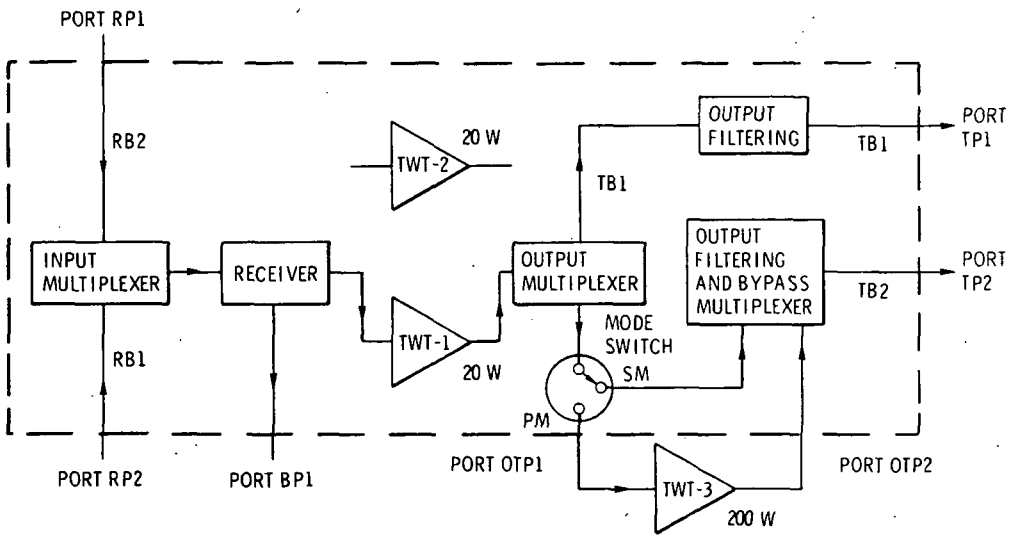 PORT RP1
RB2
20 W
TWT-2
OUTPUT
FILTERING
TB1
PORT
TP1
TB1
INPUT
MULTIPLEXER
RECEIVER
OUTPUT
MULTIPLEXER
OUTPUT
FILTERING
AND BYPASS
MULTIPLEXER
PORT
TP2
TB2
RB1
TWT-1
20 W
MODE
SWITCH
SM
PM
PORT RP2
PORT BP1
PORT OTP1
PORT OTP2
TWT-3
200 W